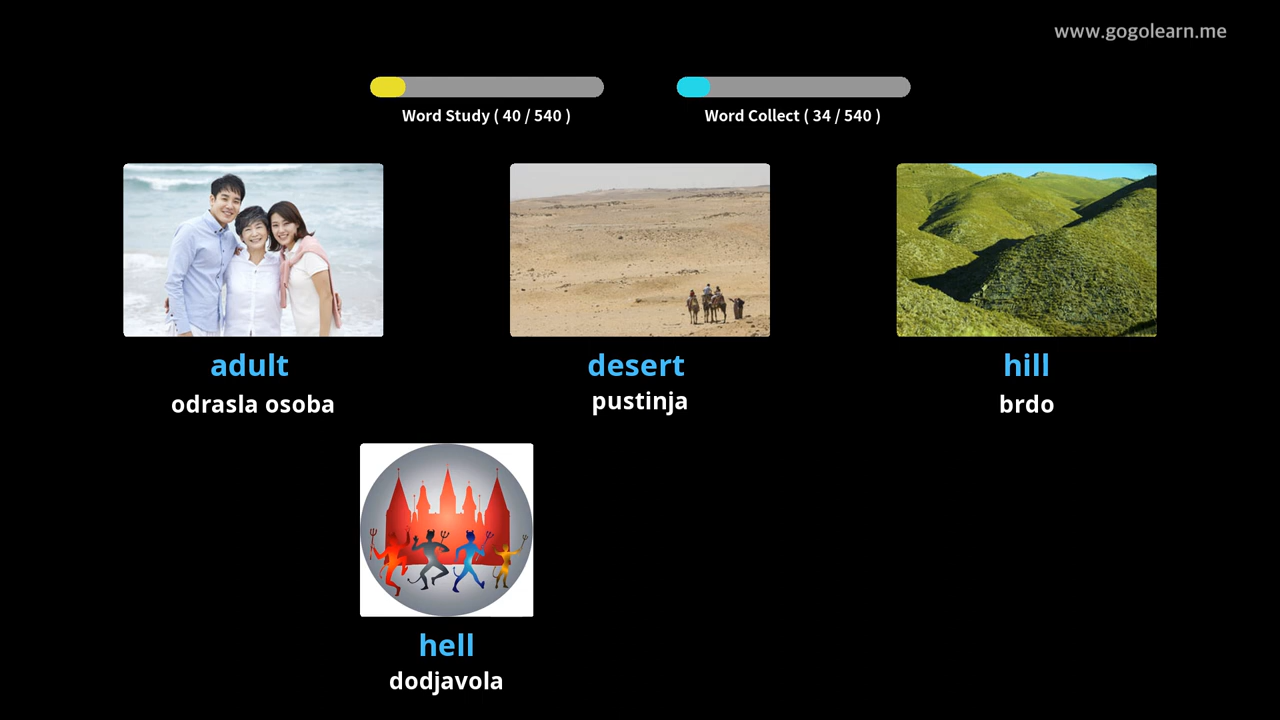 www.gogolearn.me
Word Study ( 40 / 540 )
Word Collect ( 34 / 540 )
adult
odrasla osoba
desert
pustinja
hill
brdo
hell
dodjavola